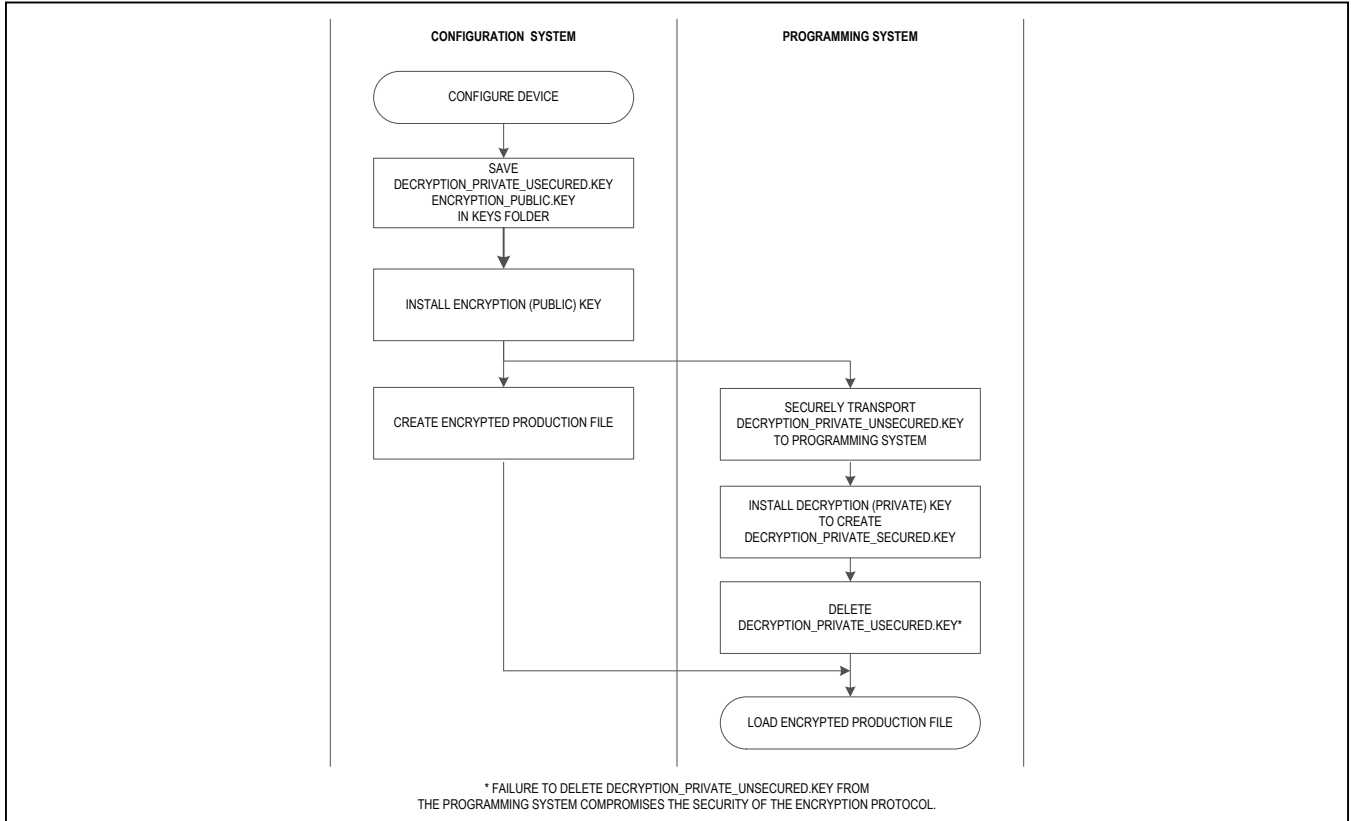 CONFIGURATION SYSTEM
PROGRAMMING SYSTEM
CONFIGURE DEVICE
SAVE
DECRYPTION_PRIVATE_USECURED.KEY
ENCRYPTION_PUBLIC.KEY
IN KEYS FOLDER
INSTALL ENCRYPTION (PUBLIC) KEY
CREATE ENCRYPTED PRODUCTION FILE
SECURELY TRANSPORT
DECRYPTION_PRIVATE_UNSECURED.KEY
TO PROGRAMMING SYSTEM
INSTALL DECRYPTION (PRIVATE) KEY
TO CREATE
DECRYPTION_PRIVATE_SECURED.KEY
DELETE
DECRYPTION_PRIVATE_USECURED.KEY*
LOAD ENCRYPTED PRODUCTION FILE
* FAILURE TO DELETE DECRYPTION_PRIVATE_UNSECURED.KEY FROM
THE PROGRAMMING SYSTEM COMPROMISES THE SECURITY OF THE ENCRYPTION PROTOCOL.